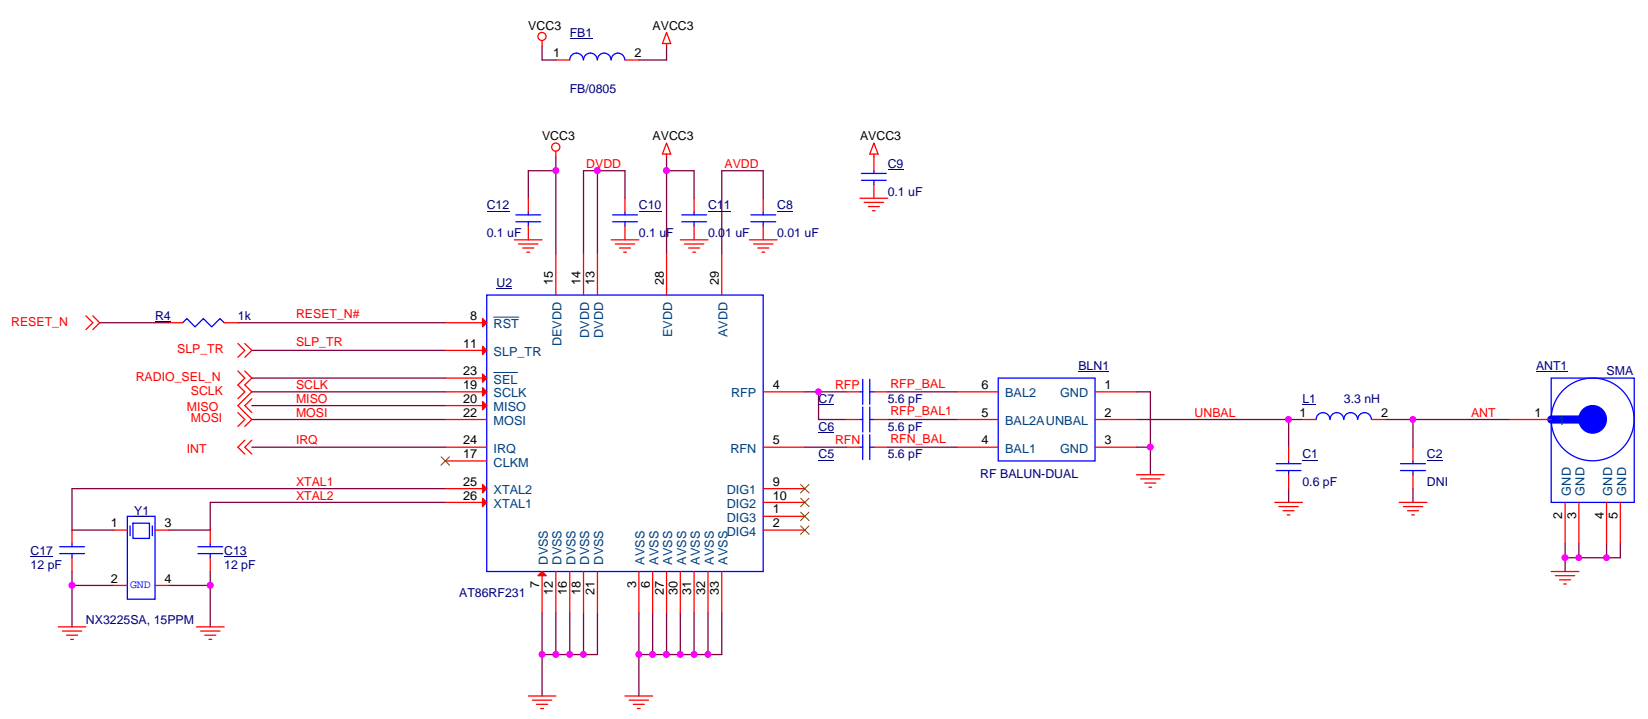 VCC3
FB1
AVCC3
1
2
FB/0805
VCC3
AVCC3
AVCC3
DVDD
AVDD
C9
0.1 uF
C12
C10
C11
C8
0.1 uF
0.1 uF
0.01 uF
0.01 uF
15
14
13
28
29
U2
DEVDD
DVDD
DVDD
EVDD
AVDD
RESET_N
R4
1k
RESET_N#
8
RST
SLP_TR
SLP_TR
11
SLP_TR
RADIO_SEL_N
23
SEL
SCLK
SCLK
19
SCLK
MISO
MISO
20
MISO
MOSI
MOSI
22
MOSI
INT
IRQ
24
IRQ
17
CLKM
XTAL1
25
XTAL2
XTAL2
26
XTAL1
Y1
1
3
C17
12 pF
C13
12 pF
2
GND
4
NX3225SA, 15PPM
RFP
4
RFN
5
DIG1
9
DIG2
10
DIG3
1
DIG4
2
DVSS
DVSS
DVSS
DVSS
DVSS
AVSS
AVSS
AVSS
AVSS
AVSS
AVSS
AVSS
7
12
16
18
21
3
6
27
30
31
32
33
AT86RF231
RFP
RFP_BAL
6
C7
5.6 pF
RFP_BAL1
5
C6
5.6 pF
RFN
RFN_BAL
4
C5
5.6 pF
BLN1
BAL2
GND
1
BAL2A
UNBAL
2
BAL1
GND
3
RF BALUN-DUAL
UNBAL
L1
3.3 nH
1
2
ANT
1
C1
0.6 pF
C2
DNI
ANT1
SMA
GND
GND
GND
GND
2
3
4
5